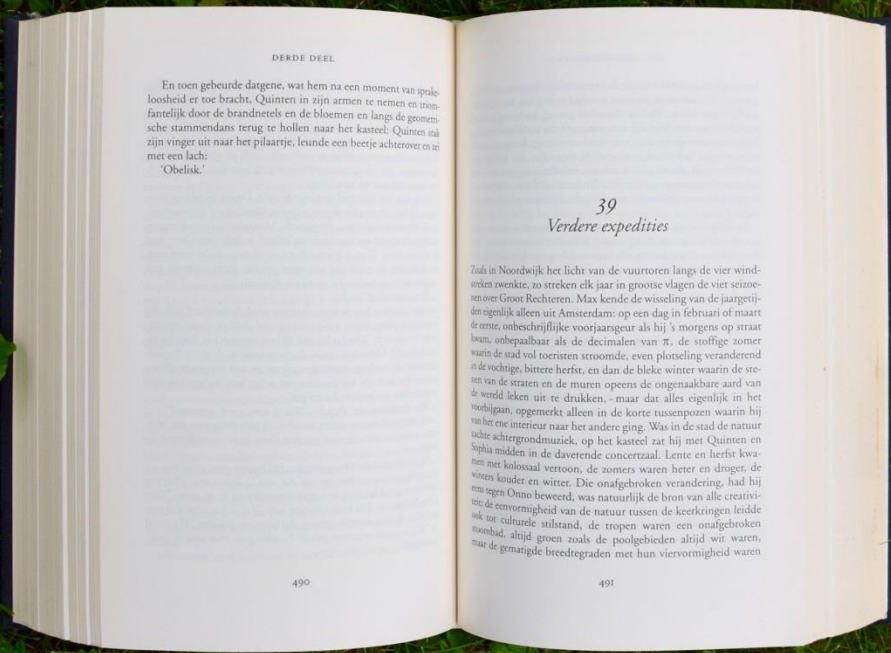 DERDE DEEL
En toen gebeurde datgene, wat hem na een moment van sprake-
loosheid er toe bracht, Quinten in zijn armen te nemen en triom-
fantelijk door de brandnetels en de bloemen en langs de geometri-
sche stammendans terug te hollen naar het kasteel: Quinten stak
zijn vinger uit naar het pilaartje, leunde een beetje achterover en zei
met een lach:
‘Obelisk.’
490
39
Verdere expedities
Zoals in Noordwijk het licht van de vuurtoren langs de vier wind-
streken zwenkte, zo streken elk jaar in grootse vlagen de vier seizoe-
nen over Groot Rechteren. Max kende de wisseling van de jaargetij-
den eigenlijk alleen uit Amsterdam: op een dag in februari of maart
de eerste, onbeschrijflijke voorjaarsgeur als hij ’s morgens op straat
kwam, onbepaalbaar als de decimalen van π, de stoffige zomer
waarin de stad vol toeristen stroomde, even plotseling veranderend
in de vochtige, bittere herfst, en dan de bleke winter waarin de ste-
nen van de straten en de muren opeens de ongenaakbare aard van
de wereld leken uit te drukken, – maar dat alles eigenlijk in het
voorbijgaan, opgemerkt alleen in de korte tussenpozen waarin hij
van het ene interieur naar het andere ging. Was in de stad de natuur
zachte achtergrondmuziek, op het kasteel zat hij met Quinten en
Sophia midden in de daverende concertzaal. Lente en herfst kwa-
men met kolossaal vertoon, de zomers waren heter en droger, de
winters kouder en witter. Die onafgebroken verandering, had hij
eens tegen Onno beweerd, was natuurlijk de bron van alle creativi-
teit; de eenvormigheid van de natuur tussen de keerkringen leidde
ook tot culturele stilstand, de tropen waren een onafgebroken
stoombad, altijd groen zoals de poolgebieden altijd wit waren,
maar de gematigde breedtegraden met hun viervormigheid waren
491